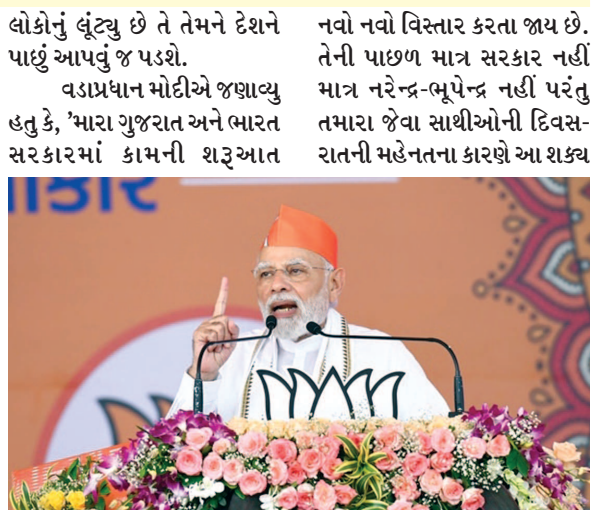 લોકોનું લૂંટ્યુ છે તે તેમને દેશને
પાછું આપવું જ પડશે.
વડાપ્રધાન મોદીએ જણાવ્યુ
હતુ કે, ’મારા ગુજરાત અને ભારત
સરકારમાં કામની શરૂઆત
નવો નવો વિસ્તાર કરતા જાય છે.
તેની પાછળ માત્ર સરકાર નહીં
માત્ર નરેન્દ્ર-ભૂપેન્દ્ર નહીં પરંતુ
તમારા જેવા સાથીઓની દિવસ-
રાતની મહેનતના કારણે આ શક્ય